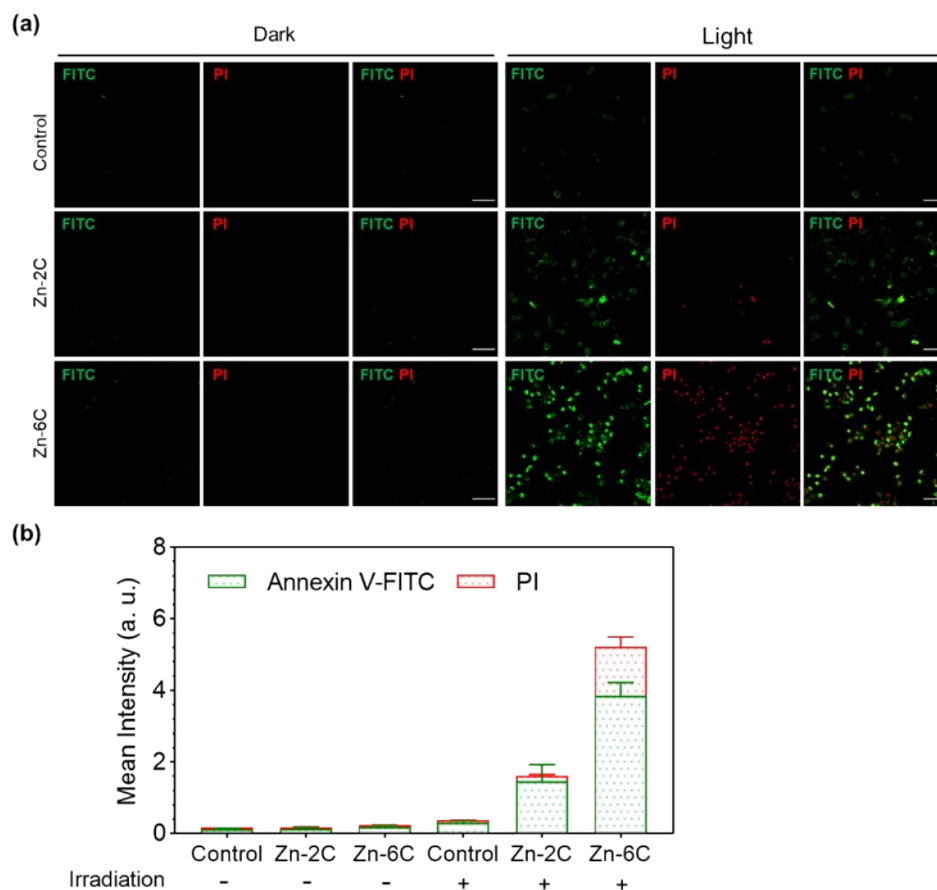 (a)
Dark Light
FITC PI FITC PI FITC PI FITC PI
Control
FITC PI FITC PI FITC PI FITC PI
Zn-2C
FITC PI FITC PI FITC PI FITC PI
Zn-6C
(b)
8
Annexin V-FITC PI
6
4
2
0
Mean Intensity (a. u.)
Control Zn-2C Zn-6C Control Zn-2C Zn-6C
Irradiation - - - + + +